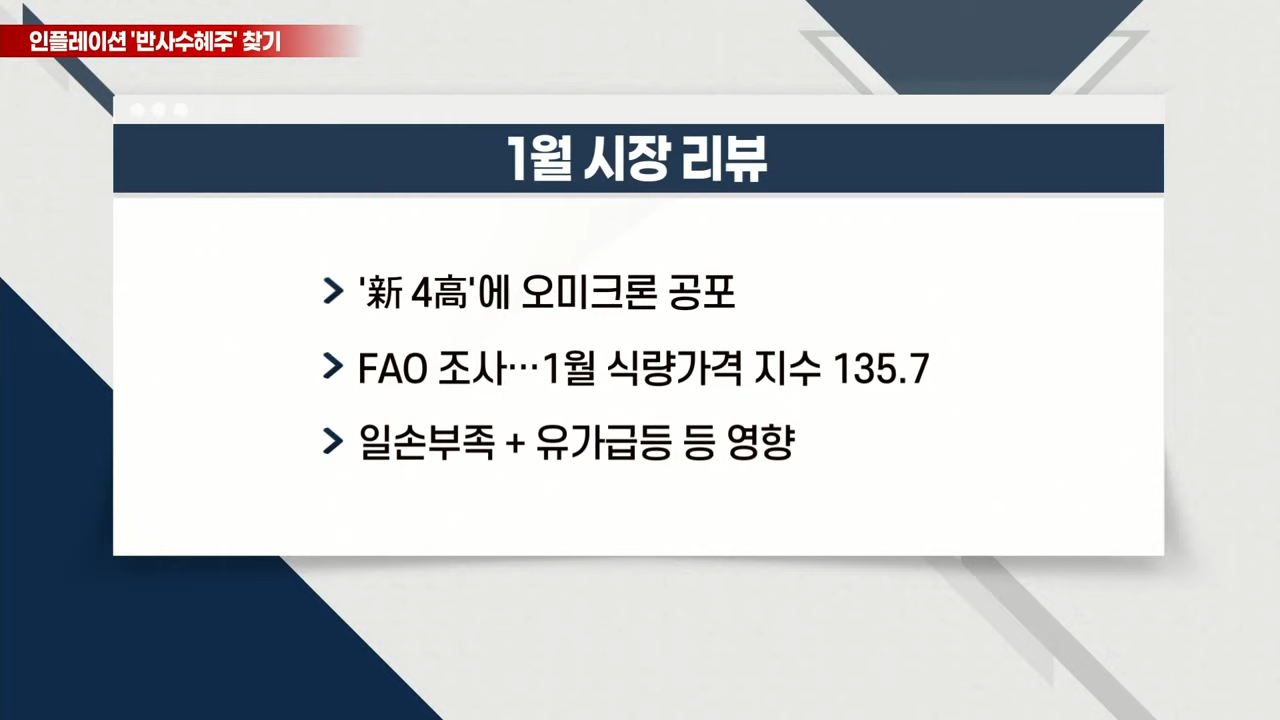 인플레이션 '반사수혜주' 찾기
1월 시장 리뷰
> '新 4高'에 오미크론 공포
> FAO 조사…1월 식량가격 지수 135.7
> 일손부족 + 유가급등 등 영향